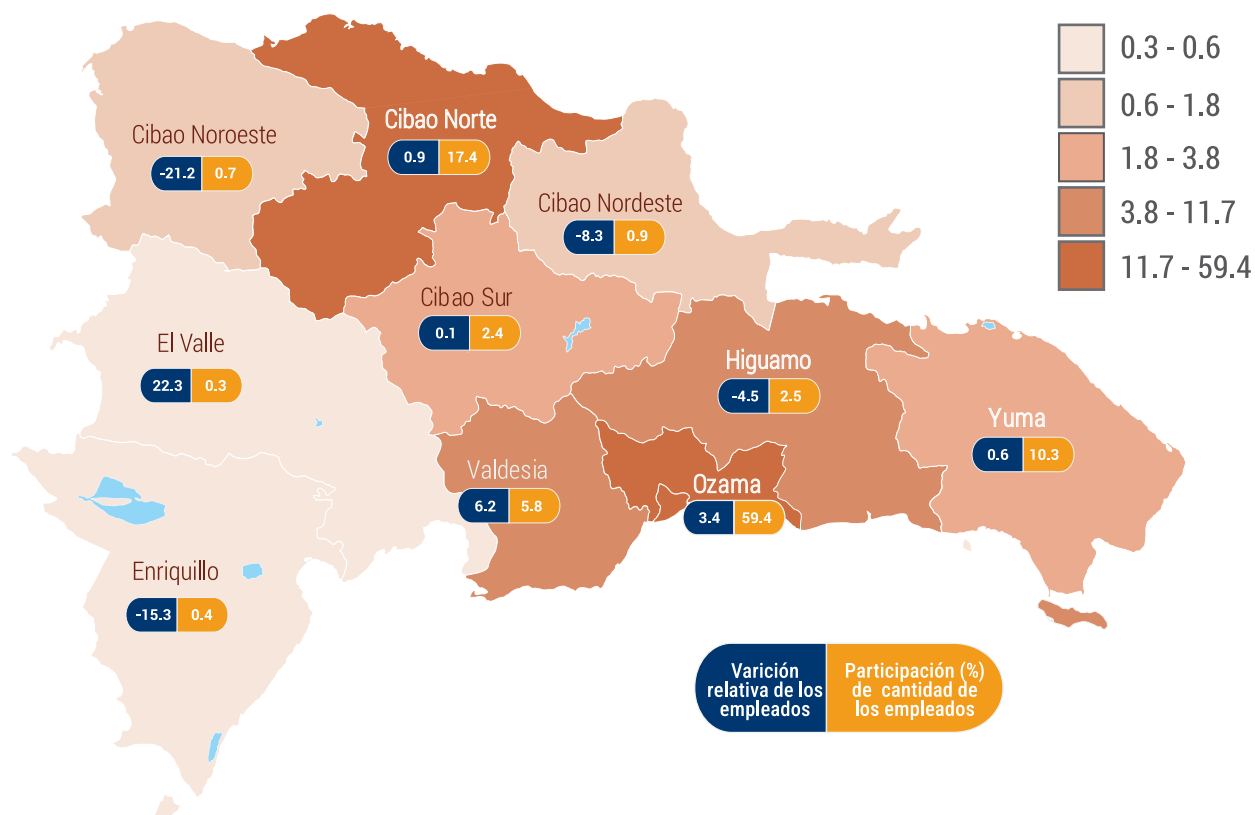 0.3 - 0.6
0.6 - 1.8
1.8 - 3.8
3.8 - 11.7
11.7 - 59.4
Cibao Noroeste
-21.2 0.7
Cibao Norte
0.9 17.4
Cibao Nordeste
-8.3 0.9
Cibao Sur
0.1 2.4
El Valle
22.3 0.3
Higuamo
-4.5 2.5
Yuma
0.6 10.3
Valdesia
6.2 5.8
Ozama
3.4 59.4
Enriquillo
-15.3 0.4
Varición
relativa de los
empleados
Participación (%)
de cantidad de
los empleados